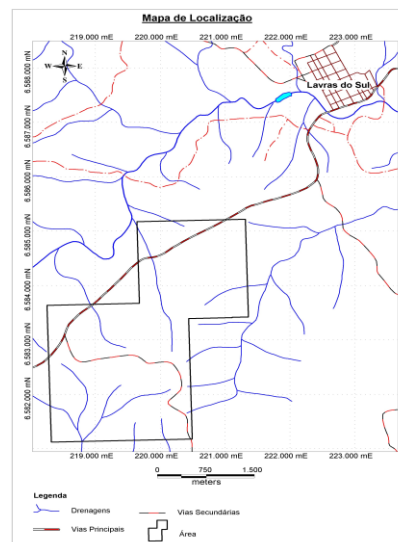 Mapa de Localização
219.000 mE 220.000 mE 221.000 mE 222.000 mE 223.000 mE
N
W E
S
Lavras do Sul
6.588.000 mN
6.587.000 mN
6.586.000 mN
6.585.000 mN
6.584.000 mN
6.583.000 mN
6.582.000 mN
219.000 mE 220.000 mE 221.000 mE 222.000 mE 223.000 mE
0 750 1.500
meters
Legenda
Drenagens
Vias Secundárias
Vias Principais
Área